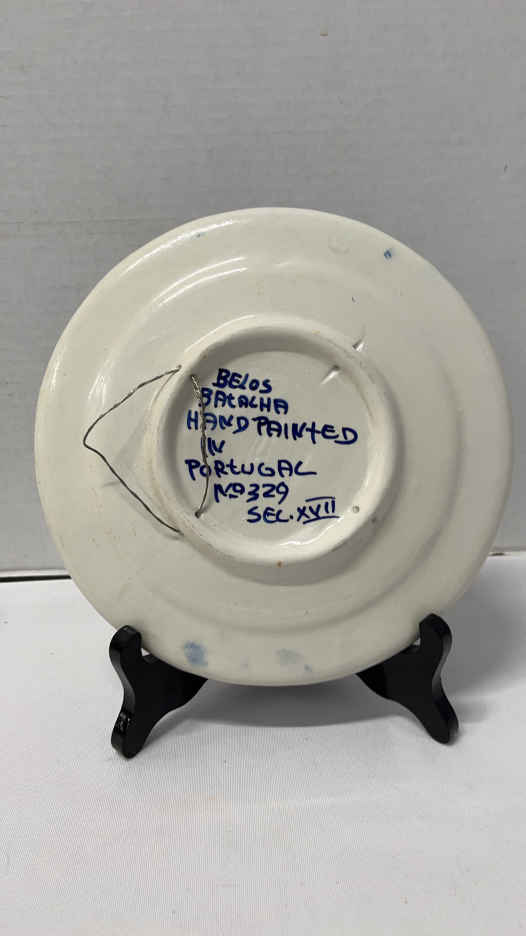 BELOS
BATALHA
HAND PAINTED
IN
PORTUGAL
Nº 329
SEC. XVII